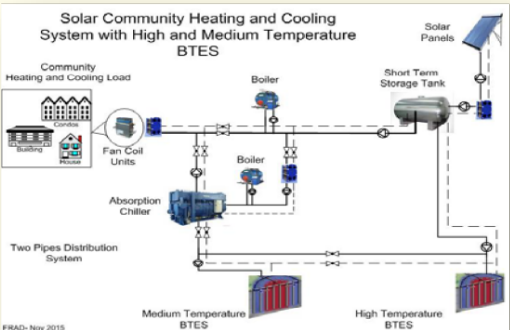 Solar Community Heating and Cooling
System with High and Medium Temperature
BTES
Solar
Panels
Community
Heating and Cooling Load
Boiler
Short Term
Storage Tank
Condos
Building
House
Fan Coil
Units
Boiler
Absorption
Chiller
Two Pipes Distribution
System
Medium Temperature
BTES
High Temperature
BTES
FRAD- Nov 2015